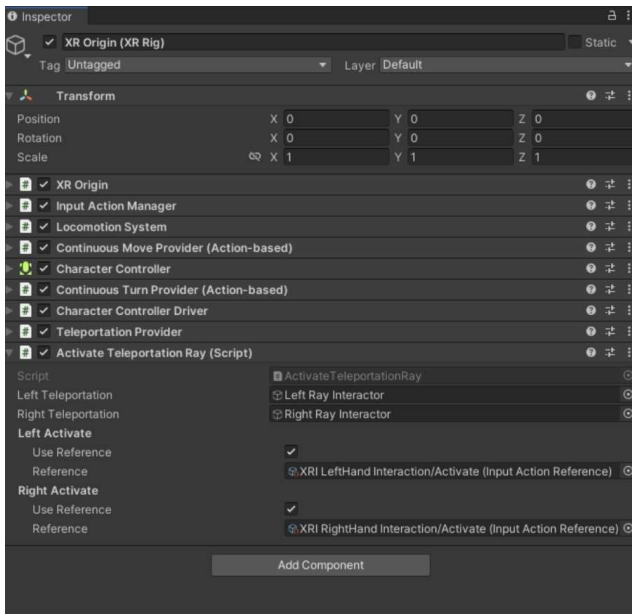 Inspector
XR Origin (XR Rig) Static
Tag Untagged Layer Default
Transform
Position X 0 Y 0 Z 0
Rotation X 0 Y 0 Z 0
Scale X 1 Y 1 Z 1
XR Origin
Input Action Manager
Locomotion System
Continuous Move Provider (Action-based)
Character Controller
Continuous Turn Provider (Action-based)
Character Controller Driver
Teleportation Provider
Activate Teleportation Ray (Script)
Script ActivateTeleportationRay
Left Teleportation Left Ray Interactor
Right Teleportation Right Ray Interactor
Left Activate
Use Reference
Reference XRI LeftHand Interaction/Activate (Input Action Reference)
Right Activate
Use Reference
Reference XRI RightHand Interaction/Activate (Input Action Reference)
Add Component